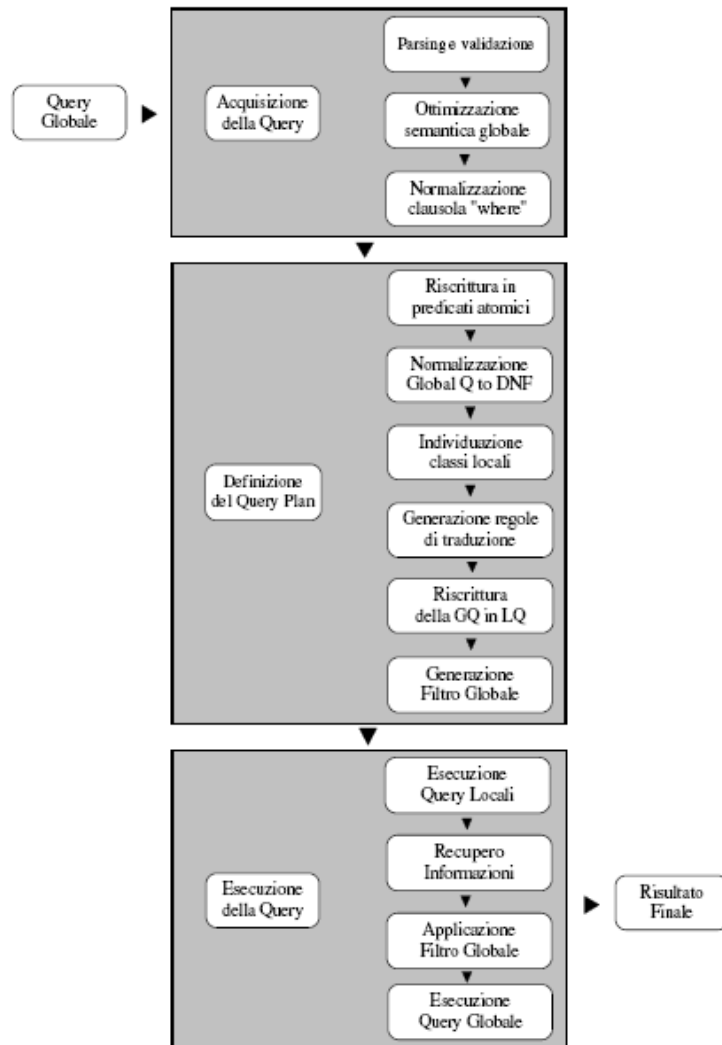 Query
Globale
Acquisizione
della Query
Parsing e validazione
Ottimizzazione
semantica globale
Normalizzazione
clausola "where"
Definizione
del Query Plan
Riscrittura in
predicati atomici
Normalizzazione
Global Q to DNF
Individuazione
classi locali
Generazione regole
di traduzione
Riscrittura
della GQ in LQ
Generazione
Filtro Globale
Esecuzione
della Query
Esecuzione
Query Locali
Recupero
Informazioni
Applicazione
Filtro Globale
Esecuzione
Query Globale
Risultato
Finale